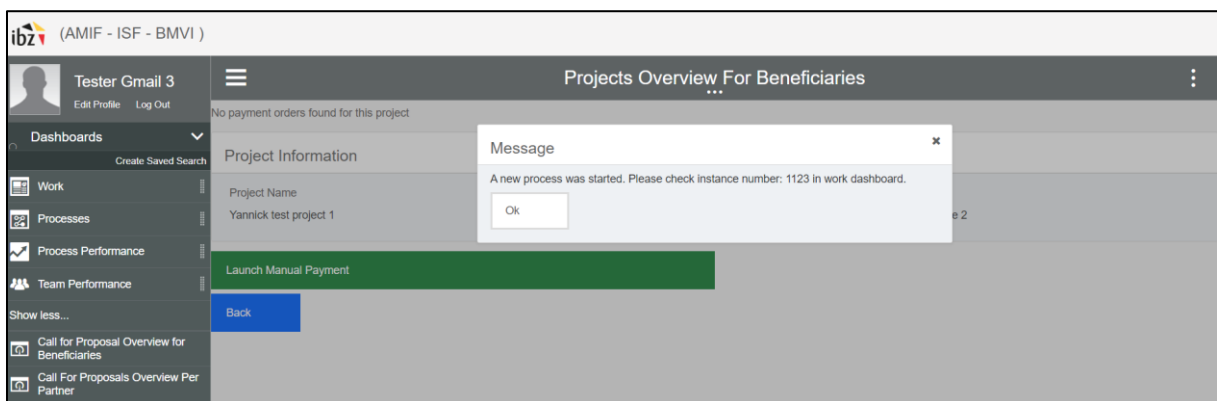 ibz (AMIF - ISF - BMVI )
Tester Gmail 3
Edit Profile Log Out
Dashboards
Create Saved Search
Work
Processes
Process Performance
Team Performance
Show less...
Call for Proposal Overview for
Beneficiaries
Call For Proposals Overview Per
Partner
Projects Overview For Beneficiaries
No payment orders found for this project
Project Information
Project Name
Yannick test project 1
e 2
Message
A new process was started. Please check instance number: 1123 in work dashboard.
Ok
Launch Manual Payment
Back